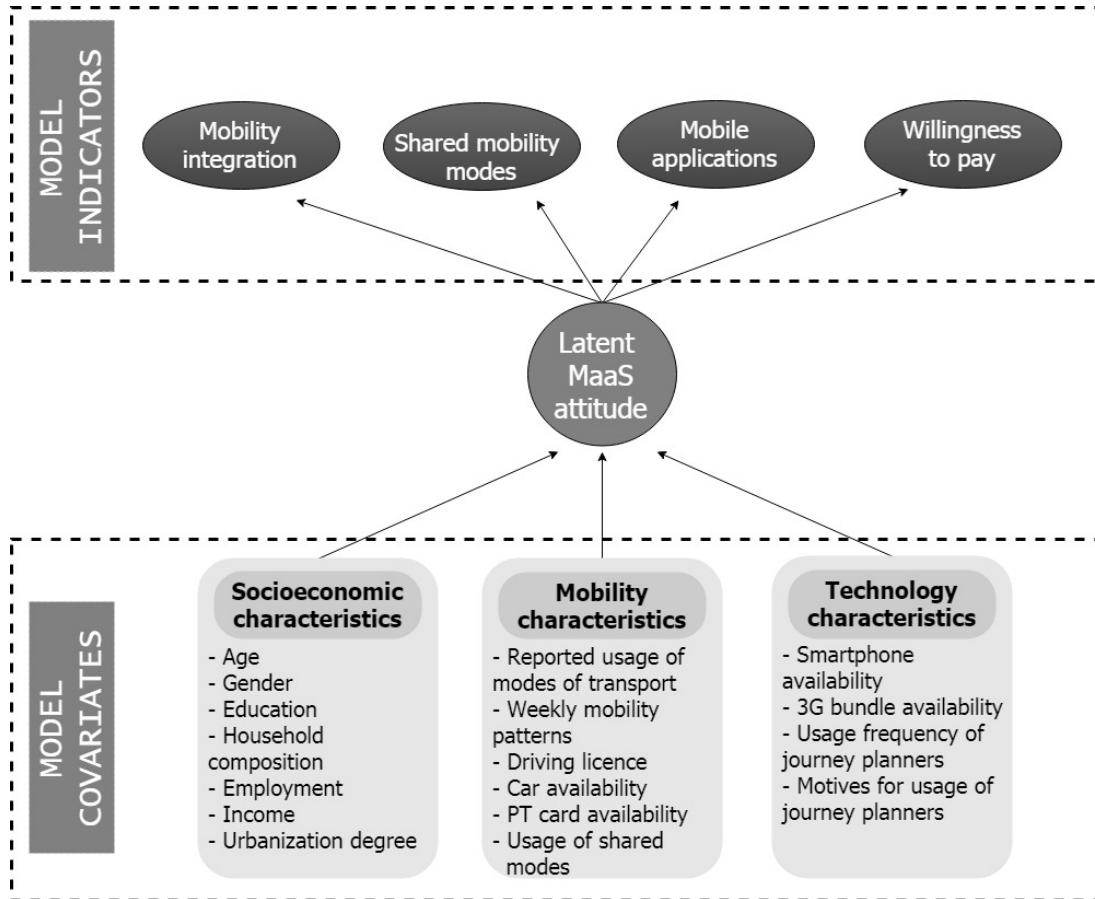 MODEL
INDICATORS
Mobility
integration
Shared mobility
modes
Mobile
applications
Willingness
to pay
Latent
MaaS
attitude
MODEL
COVARIATES
Socioeconomic
characteristics
- Age
- Gender
- Education
- Household
composition
- Employment
- Income
- Urbanization degree
Mobility
characteristics
- Reported usage of
modes of transport
- Weekly mobility
patterns
- Driving licence
- Car availability
- PT card availability
- Usage of shared
modes
Technology
characteristics
- Smartphone
availability
- 3G bundle availability
- Usage frequency of
journey planners
- Motives for usage of
journey planners